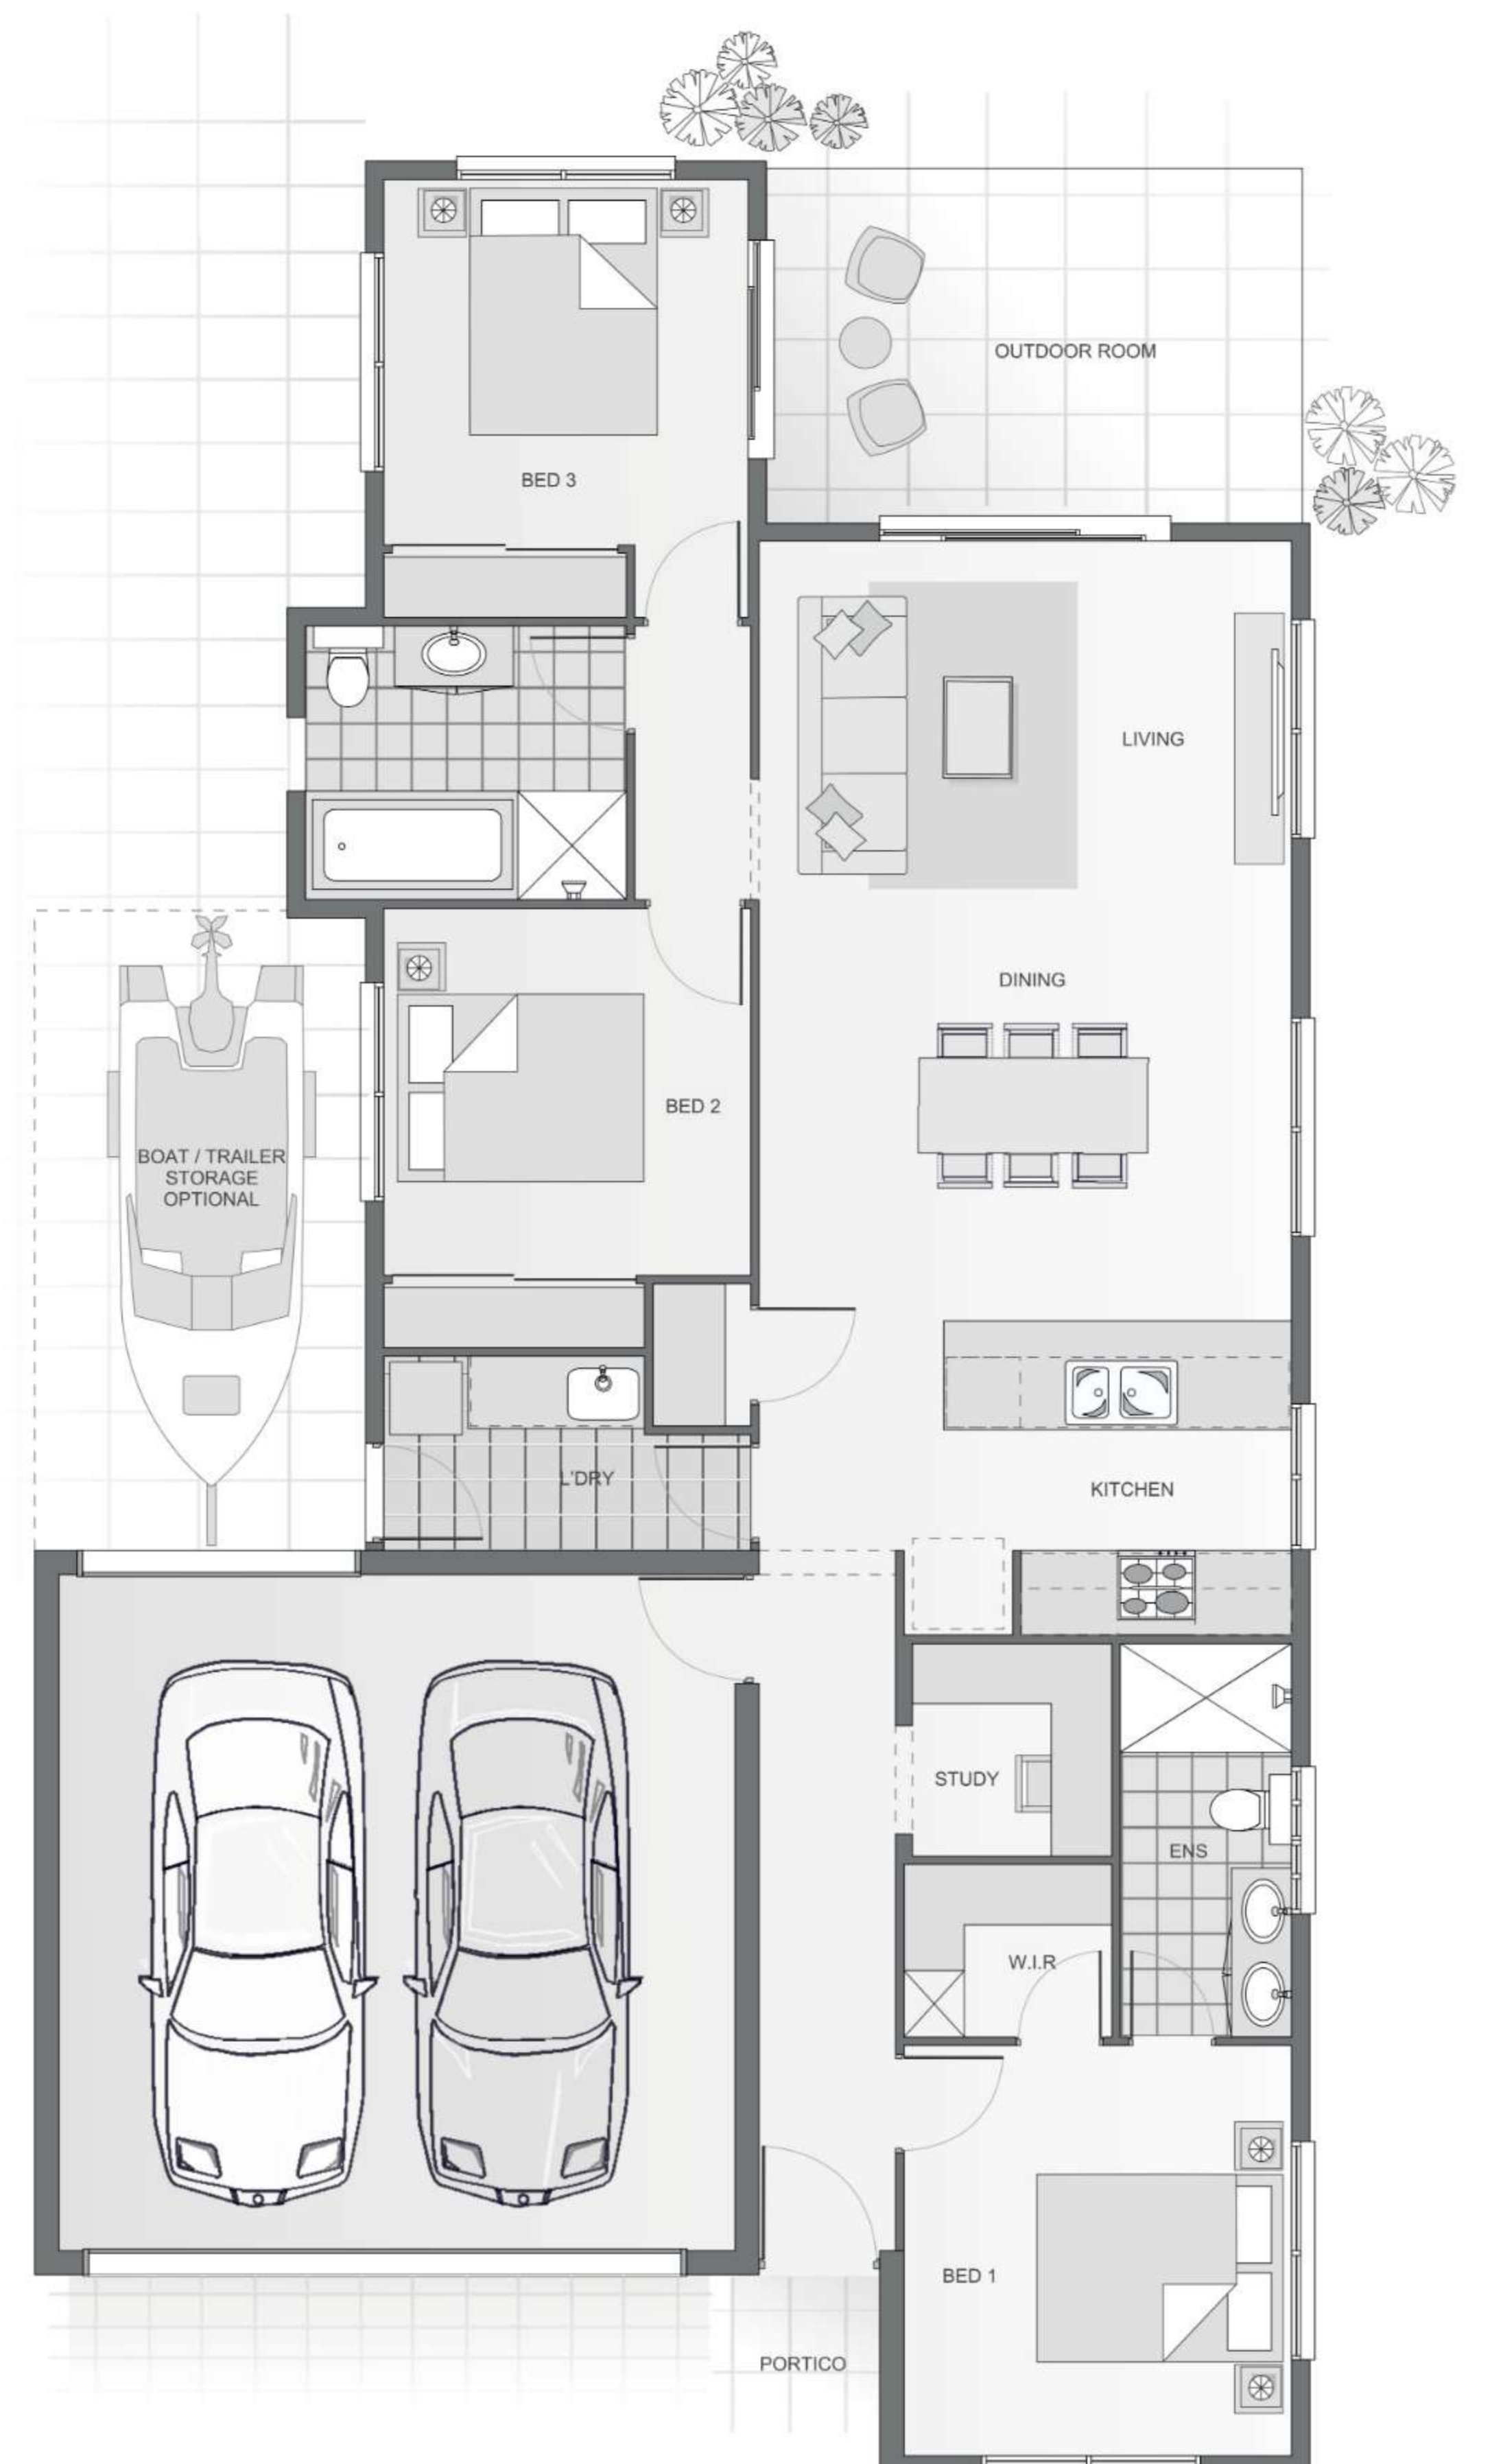 OUTDOOR ROOM
BED 3
LIVING
DINING
BED 2
BOAT / TRAILER
STORAGE
OPTIONAL
L'DRY
KITCHEN
STUDY
ENS
W.I.R
BED 1
PORTICO